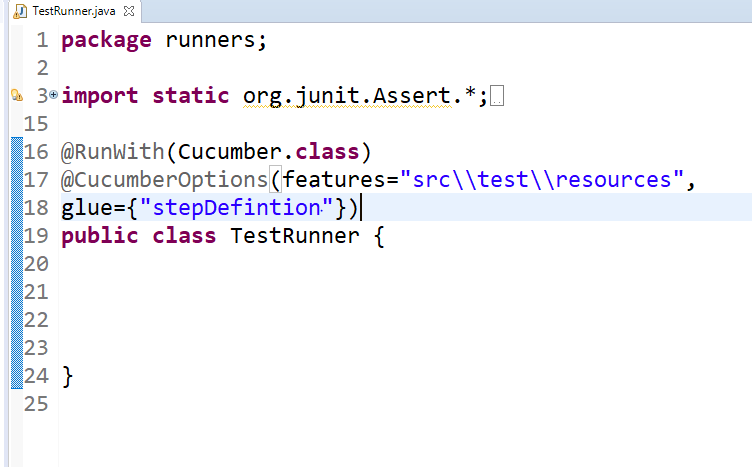 TestRunner.java
1 package runners;
2
3 import static org.junit.Assert.*;
15
16 @RunWith(Cucumber.class)
17 @CucumberOptions(features="src\\test\\resources",
18 glue={"stepDefintion"})
19 public class TestRunner {
20
21
22
23
24 }
25